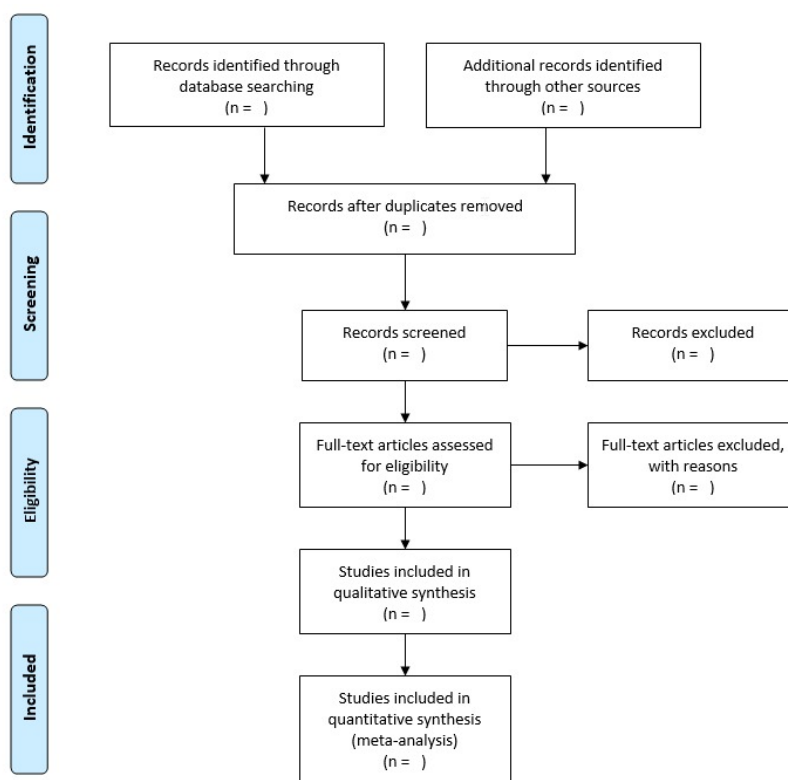 Identification
Records identified through
database searching
(n =   )
Additional records identified
through other sources
(n =   )
Records after duplicates removed
(n =   )
Screening
Records screened
(n =   )
Records excluded
(n =   )
Eligibility
Full-text articles assessed
for eligibility
(n =   )
Full-text articles excluded,
with reasons
(n =   )
Studies included in
qualitative synthesis
(n =   )
Included
Studies included in
quantitative synthesis
(meta-analysis)
(n =   )